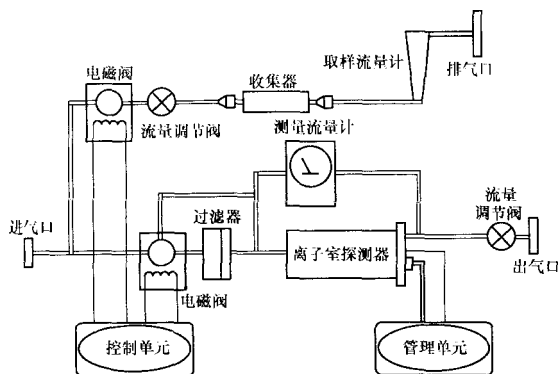 取样流量计
排气口
电磁阀
收集器
流量调节阀
测量流量计
进气口
过滤器
流量
调节阀
离子室探测器
出气口
电磁阀
控制单元
管理单元